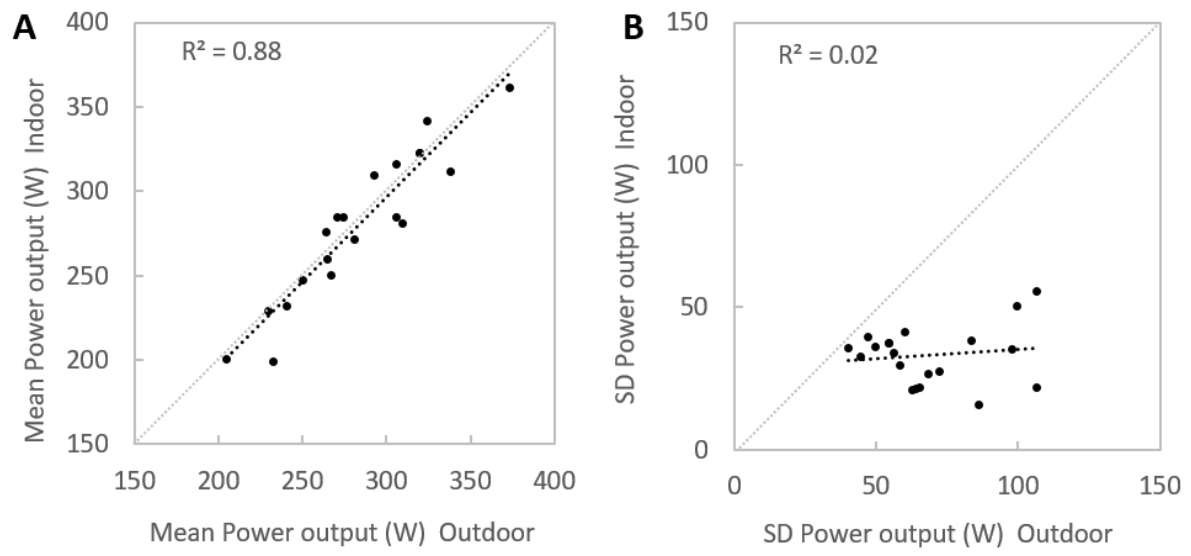 A
R² = 0.88
Mean Power output (W) Indoor
400
350
300
250
200
150
150 200 250 300 350 400
Mean Power output (W) Outdoor
B
R² = 0.02
SD Power output (W) Indoor
150
100
50
0
0 50 100 150
SD Power output (W) Outdoor